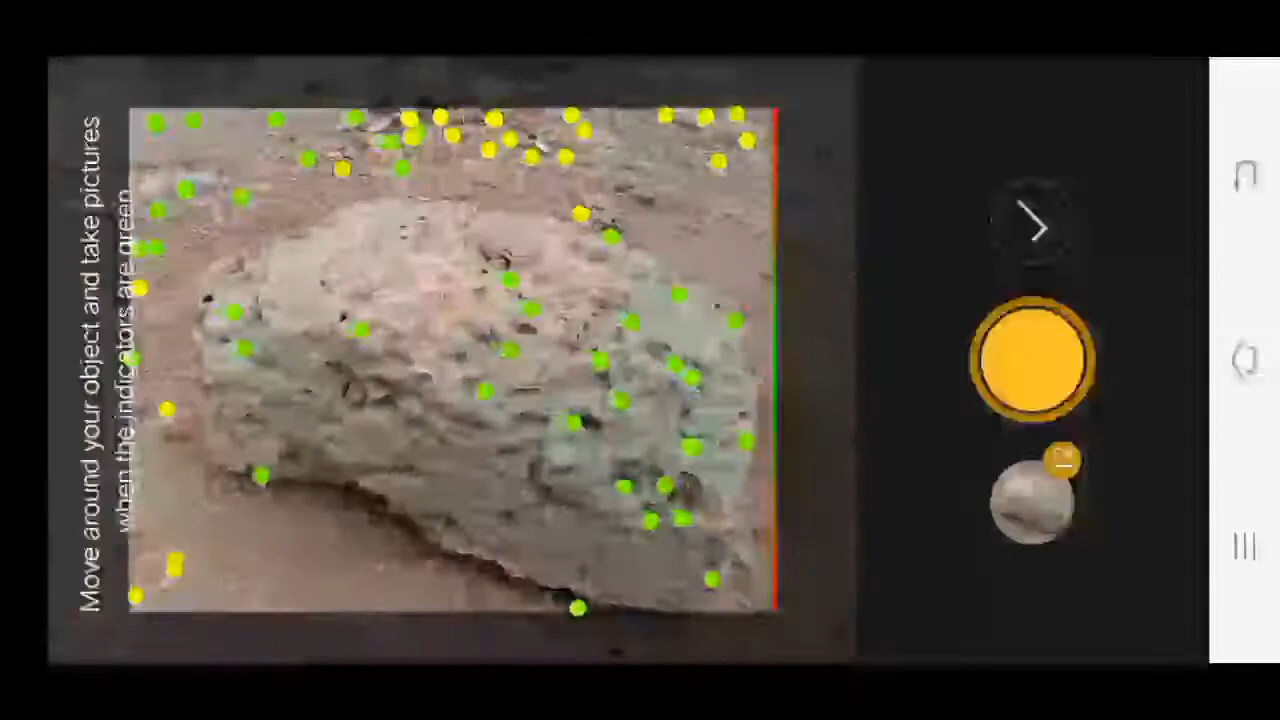 Move around your object and take pictures
when the indicators are green